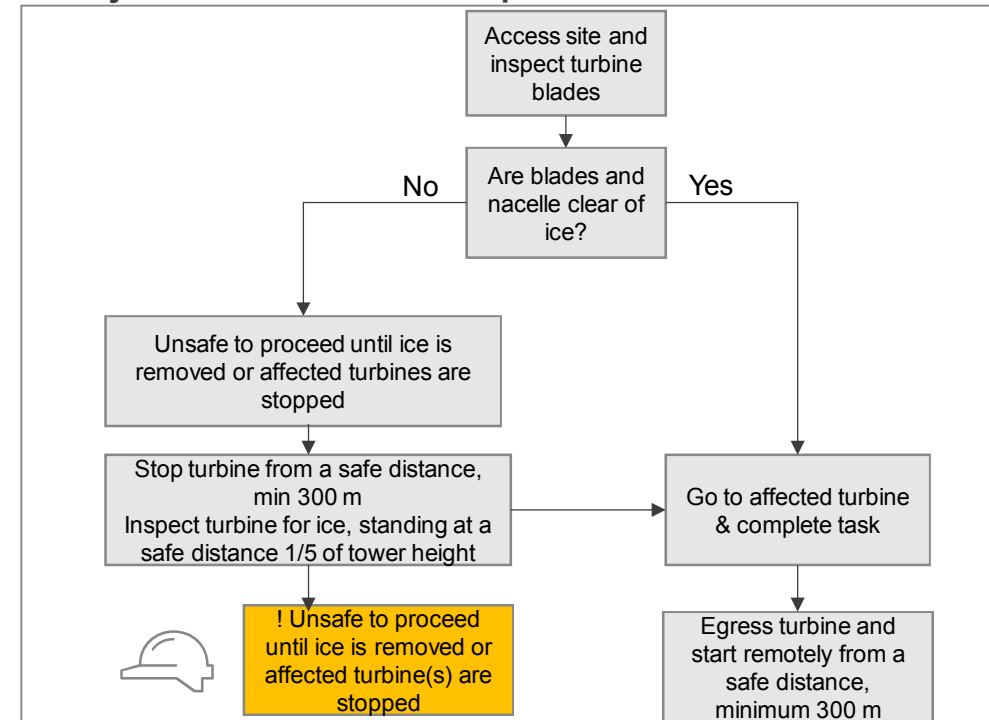 Access site and
inspect turbine
blades
Are blades and
nacelle clear of
ice?
No
Yes
Unsafe to proceed until ice is
removed or affected turbines are
stopped
Stop turbine from a safe distance,
min 300 m
Inspect turbine for ice, standing at a
safe distance 1/5 of tower height
Go to affected turbine
& complete task
! Unsafe to proceed
until ice is removed or
affected turbine(s) are
stopped
Egress turbine and
start remotely from a
safe distance,
minimum 300 m